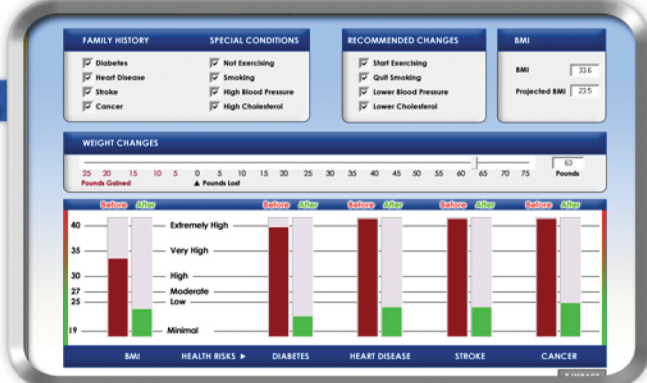 FAMILY HISTORY SPECIAL CONDITIONS RECOMMENDED CHANGES BMI
Diabetes Not Exercising Start Exercising
Heart Disease Smoking Quit Smoking BMI 33.6
Stroke High Blood Pressure Lower Blood Pressure Projected BMI 23.5
Cancer High Cholesterol Lower Cholesterol
WEIGHT CHANGES
63
25 20 15 10 5 0 5 10 15 20 25 30 35 40 45 50 55 60 65 70 75 Pounds
Pounds Gained ▲ Pounds Lost
Before After Before After Before After Before After Before After
40 Extremely High
35 Very High
30 High
27 Moderate
25 Low
19 Minimal
BMI HEALTH RISKS ▶ DIABETES HEART DISEASE STROKE CANCER